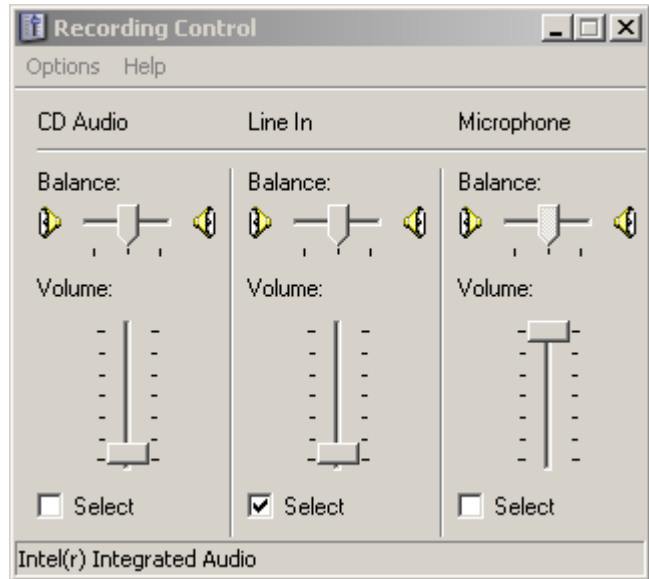 Recording Control
Options Help
CD Audio Line In Microphone
Balance: Balance: Balance:
Volume: Volume: Volume:
Select Select Select
Intel(r) Integrated Audio